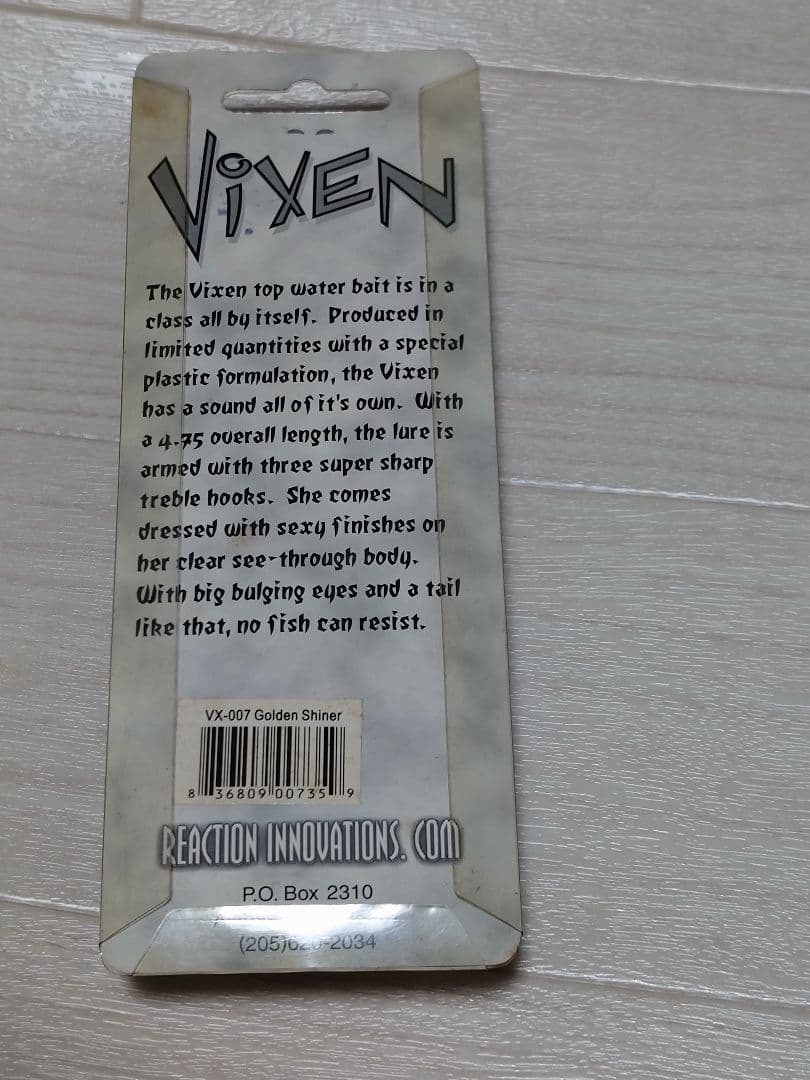 ViXEN
The Vixen top water bait is in a
class all by itself. Produced in
limited quantities with a special
plastic formulation, the Vixen
has a sound all of it's own. With
a 4.75 overall length, the lure is
armed with three super sharp
treble hooks. She comes
dressed with sexy finishes on
her clear see-through body.
With big bulging eyes and a tail
like that, no fish can resist.
VX-007 Golden Shiner
8 36809 00735 9
REACTION INNOVATIONS. COM
P.O. Box 2310